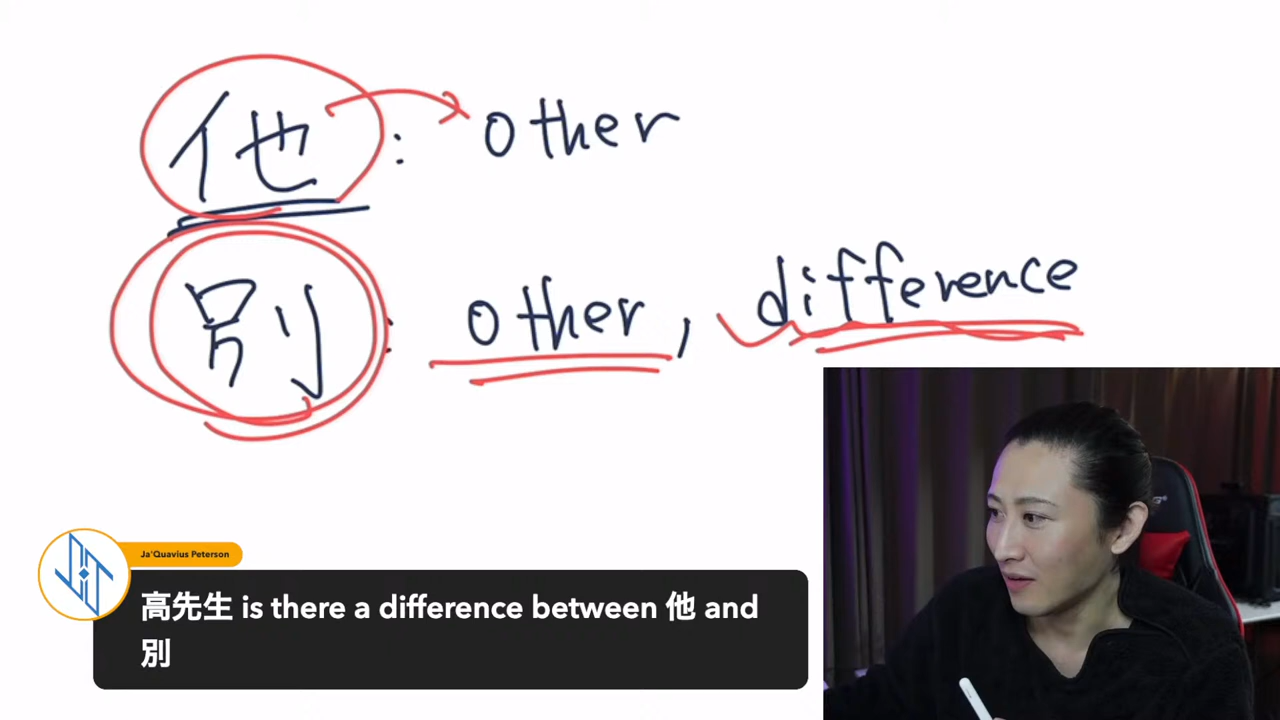 他: other
別: other, difference
Ja'Quavius Peterson
高先生 is there a difference between 他 and
別